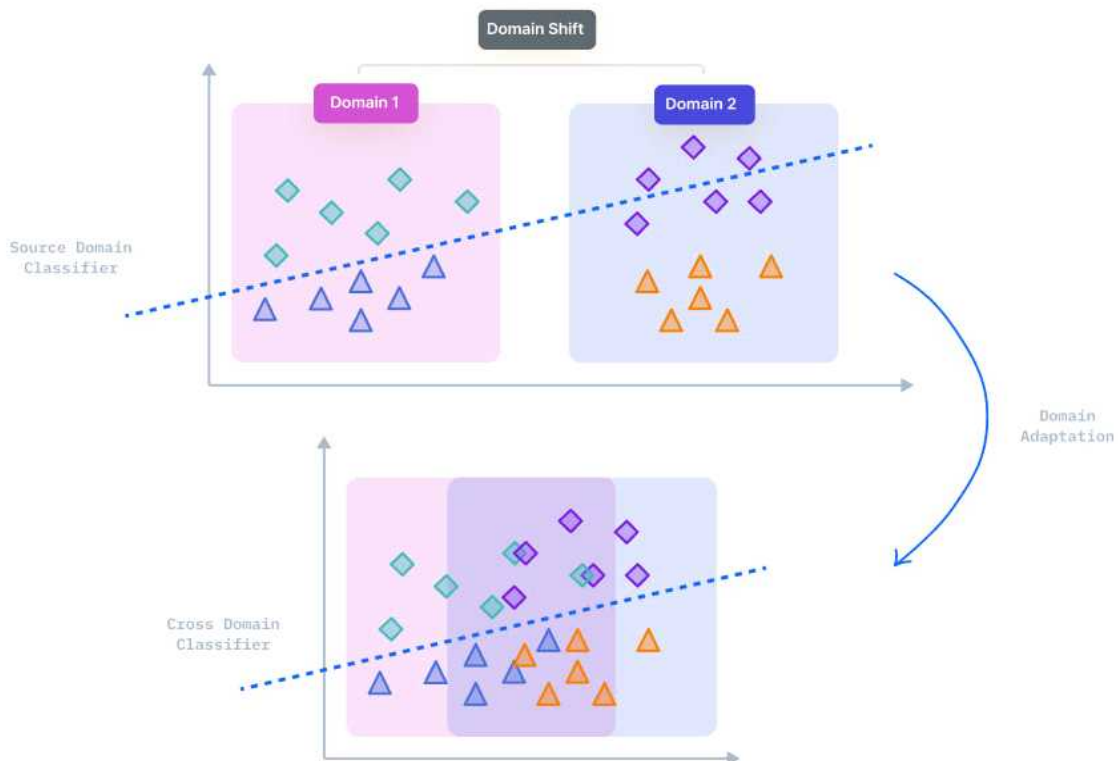 Domain Shift
Domain 1
Domain 2
Source Domain
Classifier
Domain
Adaptation
Cross Domain
Classifier